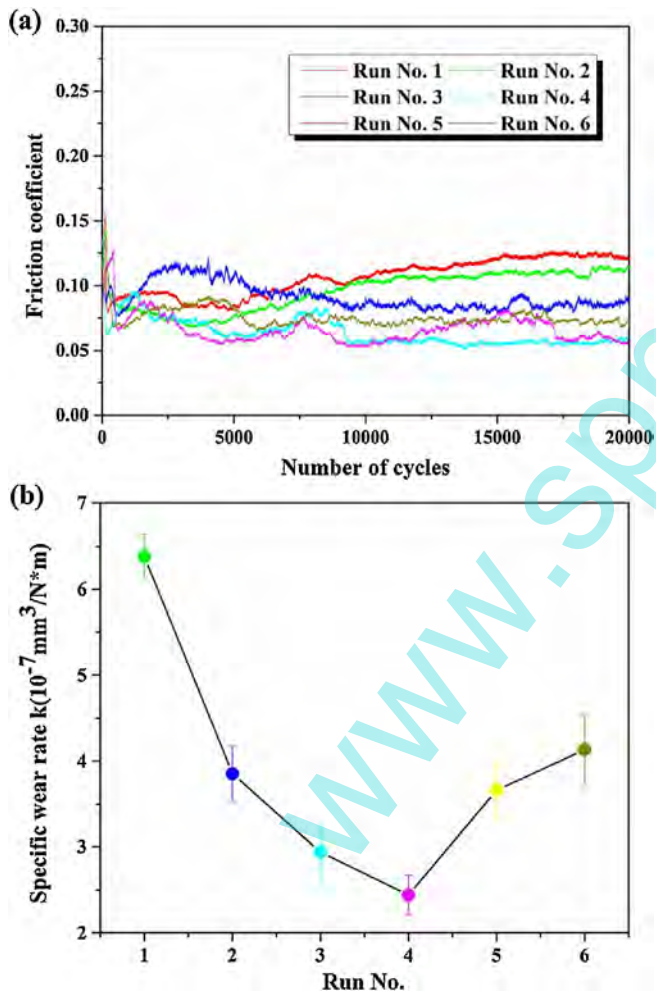 (a)
0.30
0.25
0.20
0.15
0.10
0.05
0.00
Friction coefficient
Run No. 1 Run No. 2
Run No. 3 Run No. 4
Run No. 5 Run No. 6
0 5000 10000 15000 20000
Number of cycles
(b)
7
6
5
4
3
2
Specific wear rate k(10⁻⁷mm³/N*m)
1 2 3 4 5 6
Run No.
www.sp